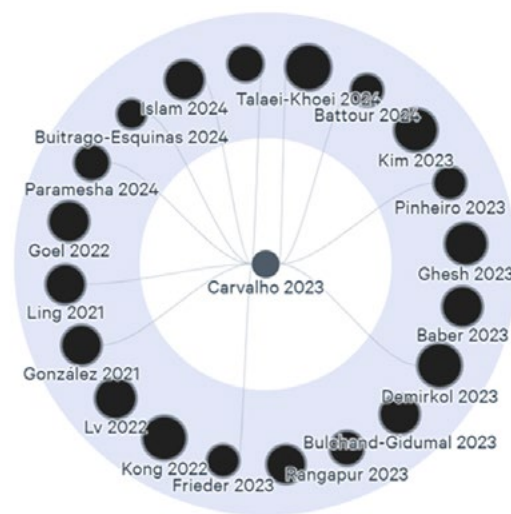 Talaei-Khoei 2024
Islam 2024
Battour 2024
Buitrago-Esquinas 2024
Kim 2023
Paramesha 2024
Pinheiro 2023
Goel 2022
Ghesh 2023
Carvalho 2023
Ling 2021
Baber 2023
González 2021
Demirkol 2023
Lv 2022
Bulchand-Gidumal 2023
Kong 2022
Rangapur 2023
Frieder 2023